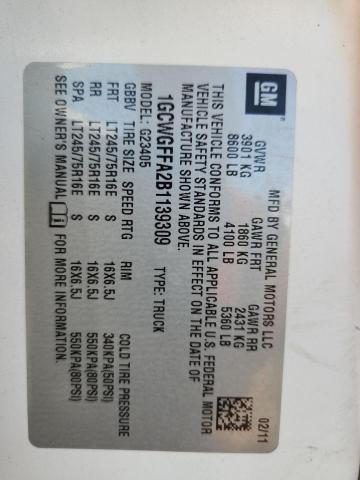 GM
MFD BY GENERAL MOTORS LLC
02/11
GVWR GAWR FRT GAWR RR
3901 KG 1860 KG 2431 KG
8600 LB 4100 LB 5360 LB
THIS VEHICLE CONFORMS TO ALL APPLICABLE U.S. FEDERAL MOTOR
VEHICLE SAFETY STANDARDS IN EFFECT ON THE DATE OF
MANUFACTURE SHOWN ABOVE.
1GCWGFFA2B1139309 TYPE: TRUCK
MODEL: G23405
GBBV TIRE SIZE SPEED RTG RIM COLD TIRE PRESSURE
FRT LT245/75R16E S 16X6.5J 340KPA(50PSI)
RR LT245/75R16E S 16X6.5J 550KPA(80PSI)
SPA LT245/75R16E S 16X6.5J 550KPA(80PSI)
SEE OWNER'S MANUAL i FOR MORE INFORMATION.